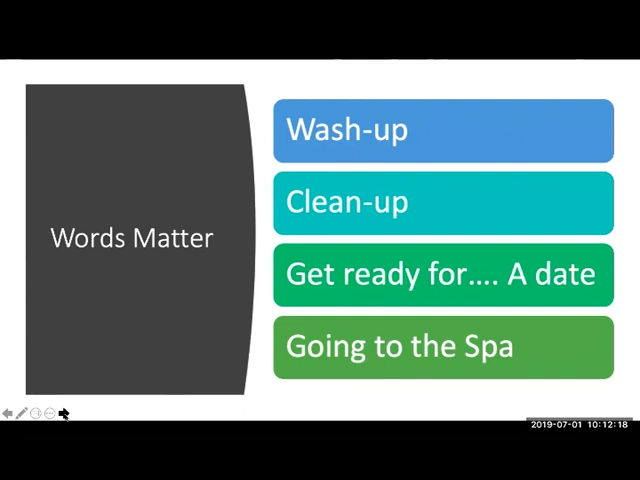 Words Matter
Wash-up
Clean-up
Get ready for.... A date
Going to the Spa
2019-07-01 10:12:18